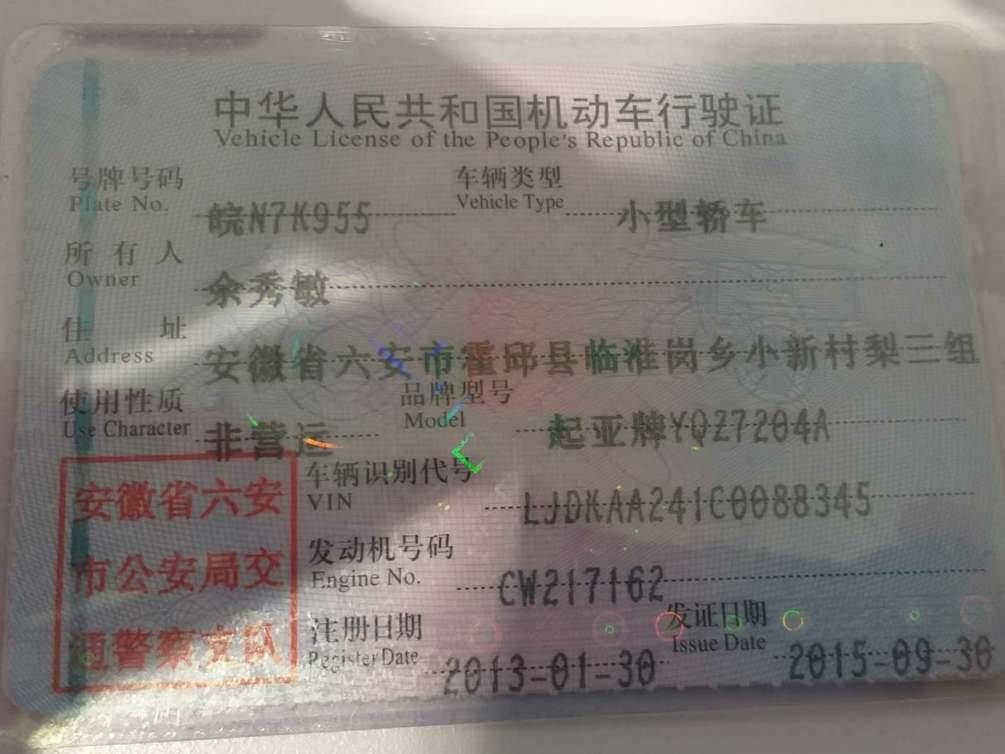 中华人民共和国机动车行驶证
Vehicle License of the People's Republic of China
号牌号码 皖N7K955 车辆类型 小型轿车
Plate No. Vehicle Type
所有人 余秀敏
Owner
住址 安徽省六安市霍邱县临淮岗乡小新村梨三组
Address
使用性质 非营运 品牌型号 起亚牌YQZ7204A
Use Character Model
车辆识别代号 LJDKAA241C0088345
VIN
发动机号码 CW217162
Engine No.
注册日期 2013-01-30 发证日期 2015-09-30
Register Date Issue Date
安徽省六安
市公安局交
通警察支队